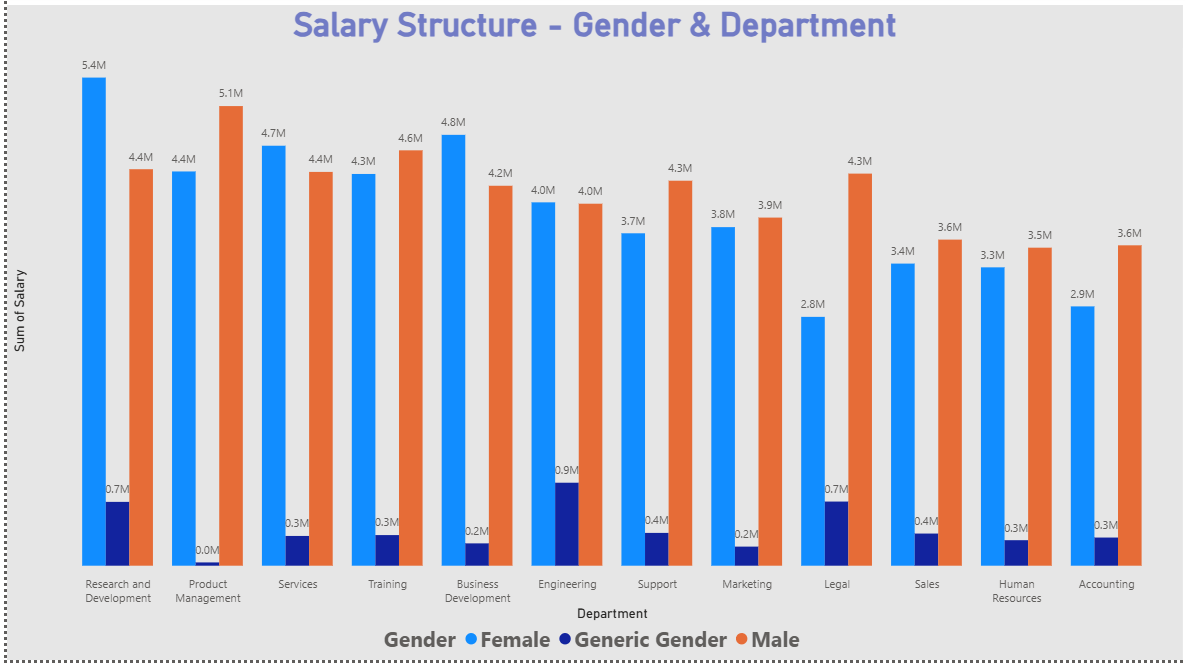 Salary Structure - Gender & Department
5.4M
5.1M
4.8M
4.7M
4.6M
4.4M
4.4M
4.4M
4.3M
4.2M
4.0M
4.0M
4.3M
4.3M
3.7M
3.8M
3.9M
3.6M
3.5M
3.6M
3.4M
3.3M
2.8M
2.9M
0.7M
0.0M
0.3M
0.3M
0.2M
0.9M
0.4M
0.2M
0.7M
0.4M
0.3M
0.3M
Sum of Salary
Research and
Development
Product
Management
Services
Training
Business
Development
Engineering
Support
Marketing
Legal
Sales
Human
Resources
Accounting
Department
Gender Female Generic Gender Male